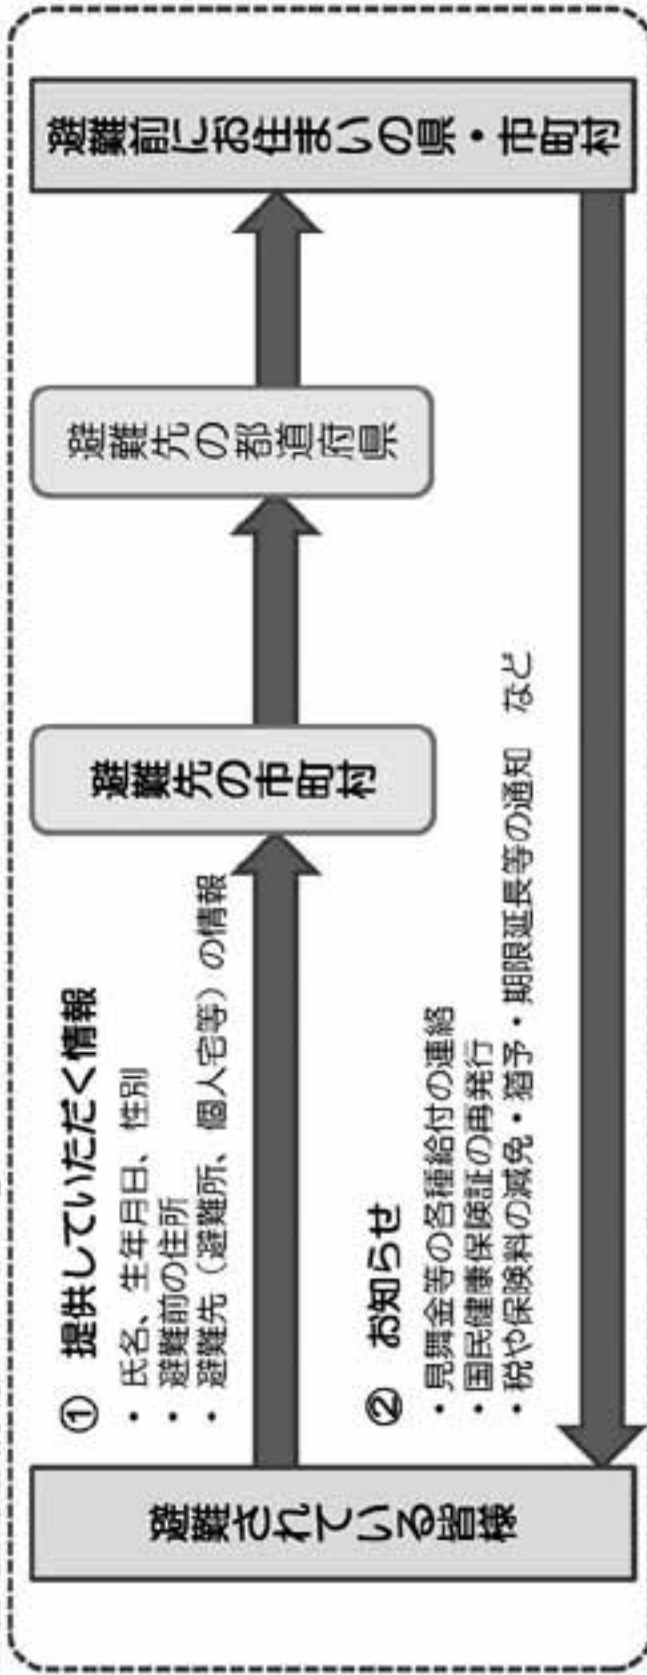 避難されている皆様
① 提供していただく情報
・ 氏名、生年月日、性別
・ 避難前の住所
・ 避難先（避難所、個人宅等）の情報
避難先の市町村
避難先の都道府県
避難前にお住まいの県・市町村
② お知らせ
・見舞金等の各種給付の連絡
・国民健康保険証の再発行
・税や保険料の減免・猶予・期限延長等の通知 など